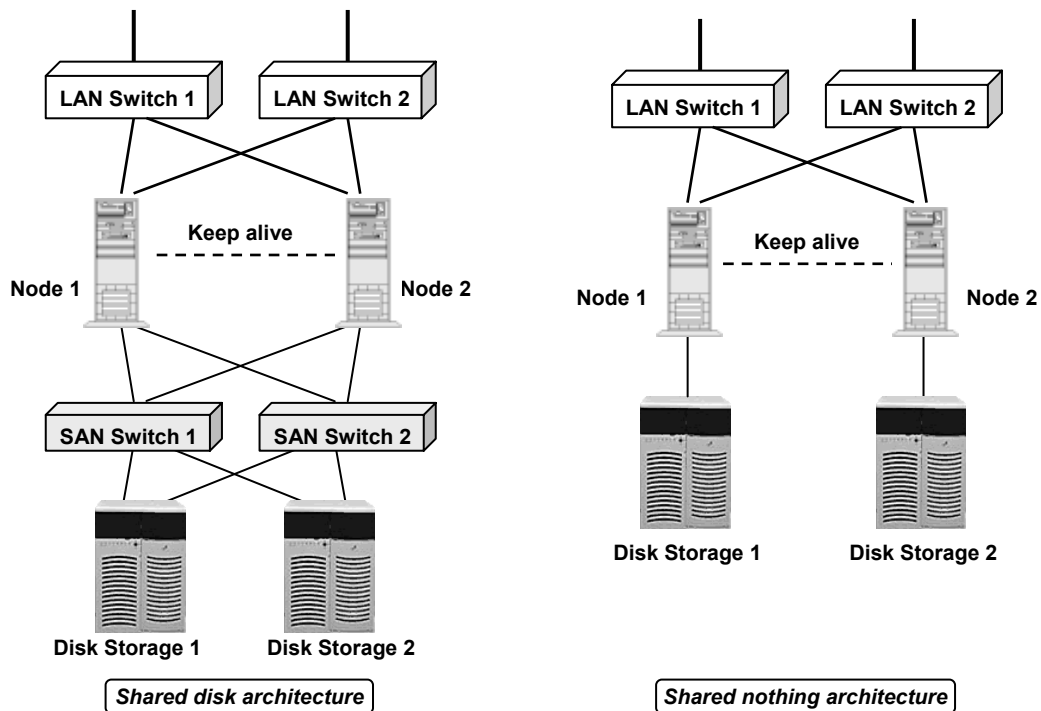 LAN Switch 1
LAN Switch 2
Keep alive
Node 1
Node 2
SAN Switch 1
SAN Switch 2
Disk Storage 1
Disk Storage 2
Shared disk architecture
LAN Switch 1
LAN Switch 2
Keep alive
Node 1
Node 2
Disk Storage 1
Disk Storage 2
Shared nothing architecture